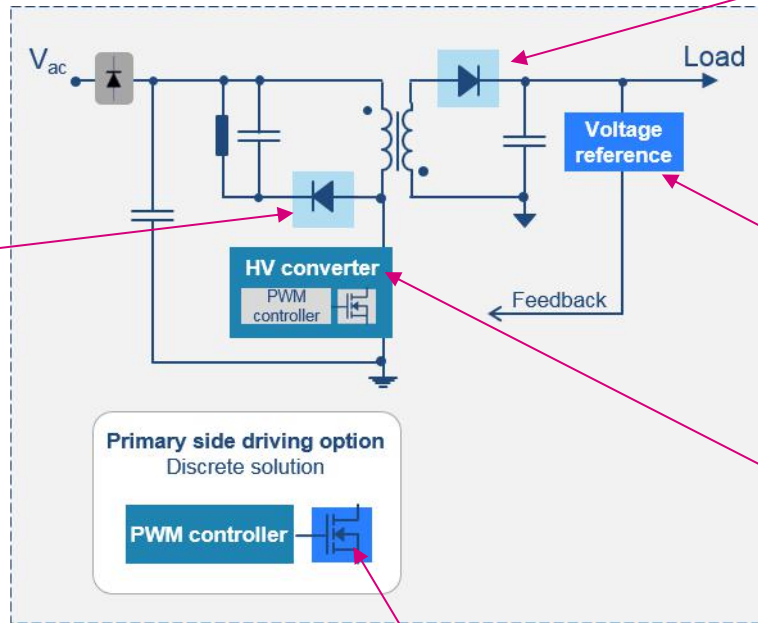 Vac
Load
Voltage
reference
HV converter
PWM
controller
Feedback
Primary side driving option
Discrete solution
PWM controller